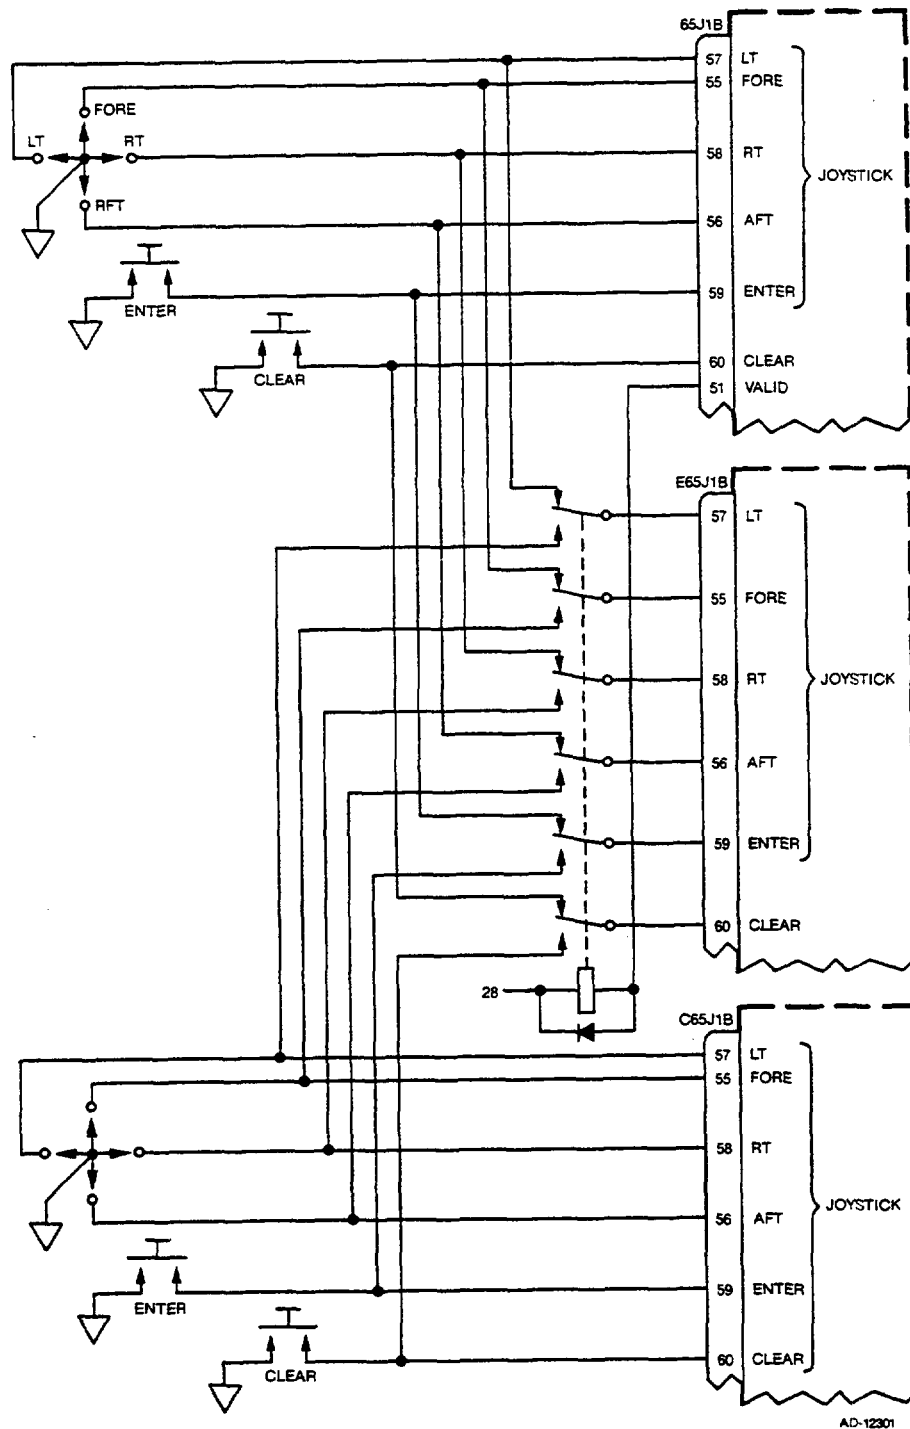 65J1B
57 LT
55 FORE
FORE
LT
RT
58 RT
JOYSTICK
RFT
56 AFT
59 ENTER
ENTER
60 CLEAR
CLEAR
51 VALID
E65J1B
57 LT
55 FORE
58 RT
JOYSTICK
56 AFT
59 ENTER
60 CLEAR
28
C65J1B
57 LT
55 FORE
58 RT
JOYSTICK
56 AFT
59 ENTER
ENTER
60 CLEAR
CLEAR
AD-12301